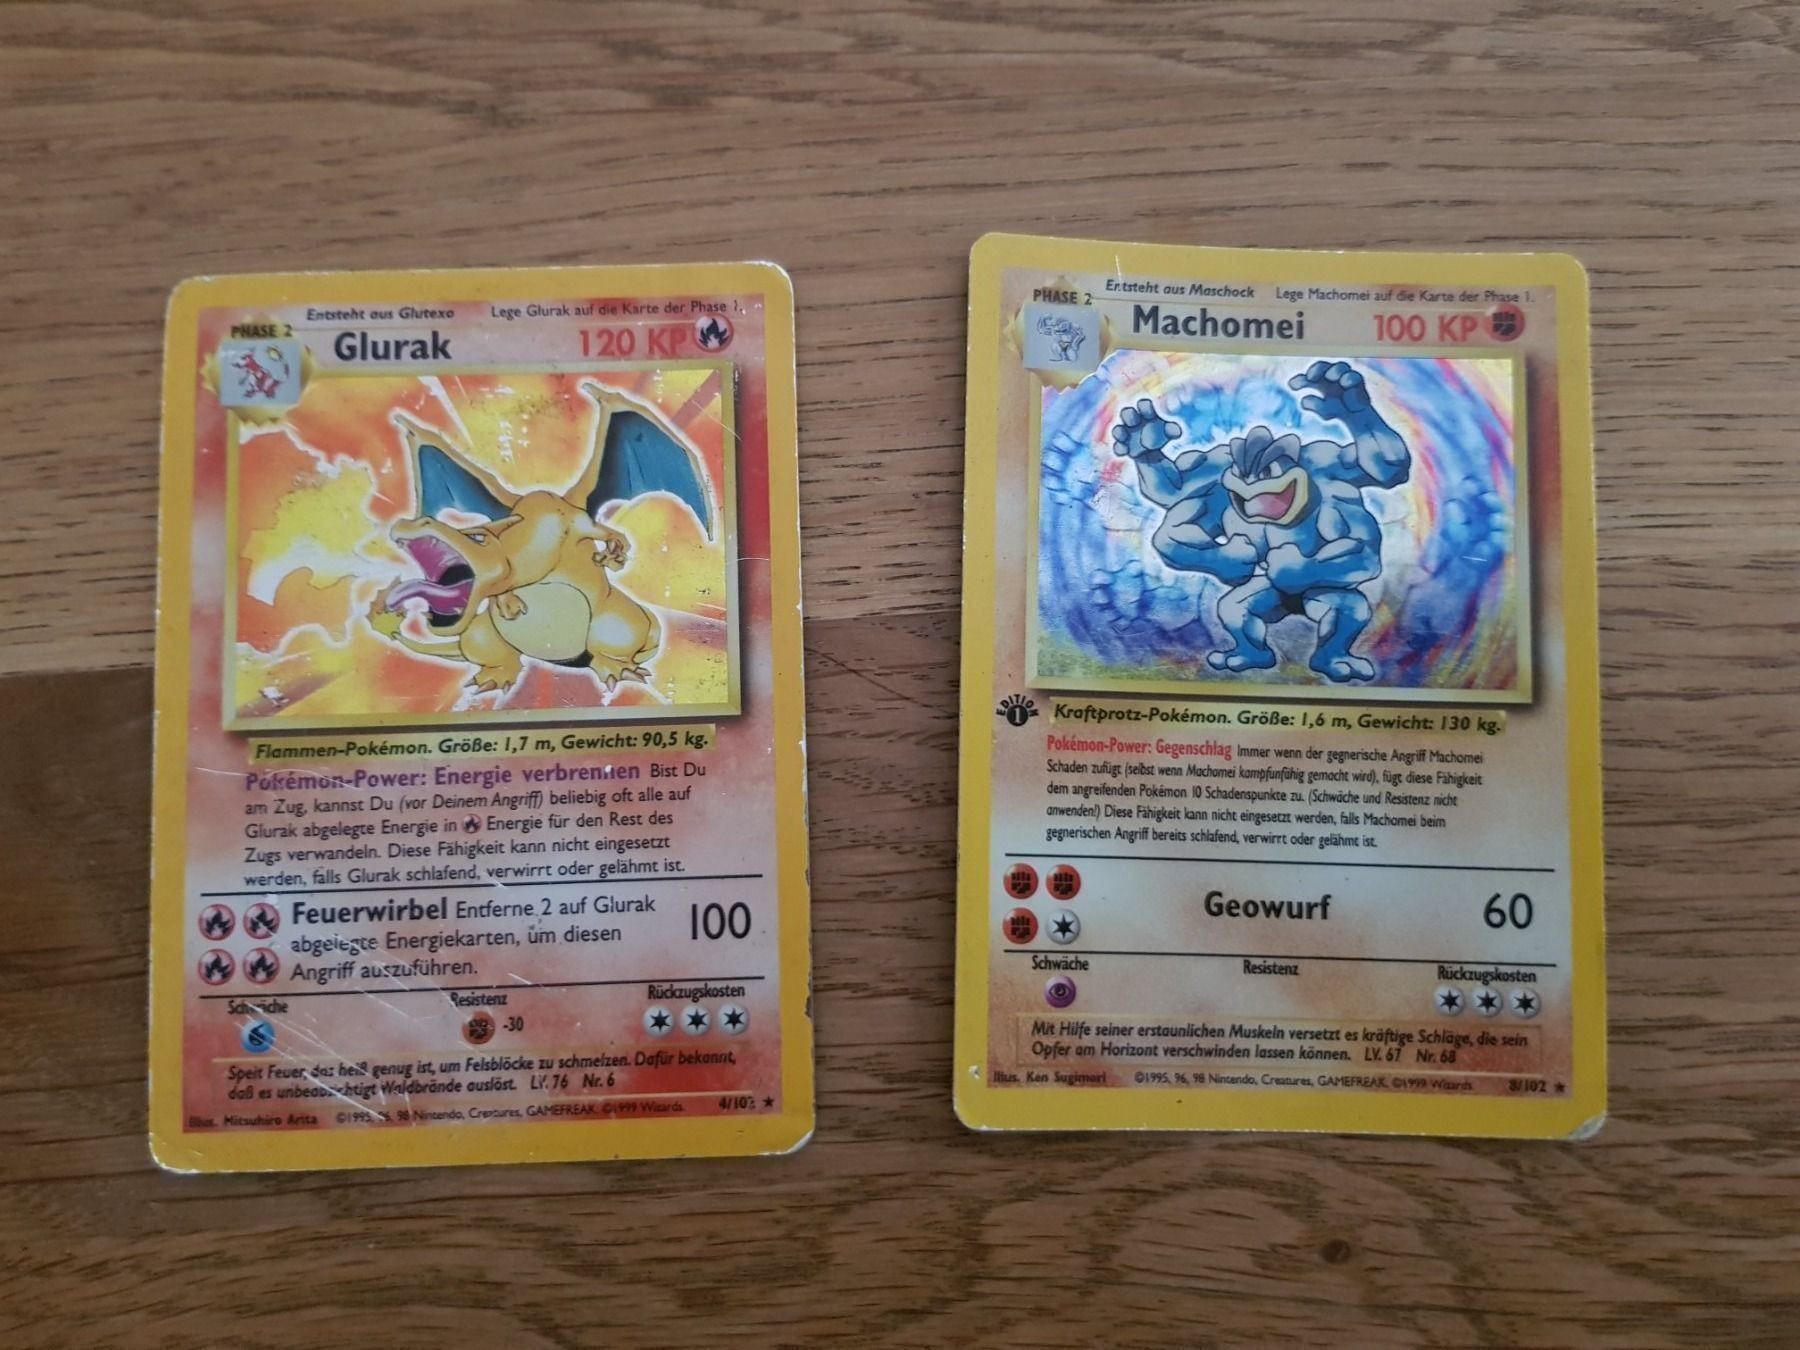 Entsteht aus Glutexo Lege Glurak auf die Karte der Phase 1.
PHASE 2
Glurak 120 KP
Flammen-Pokémon. Größe: 1,7 m, Gewicht: 90,5 kg.
Pokémon-Power: Energie verbrennen Bist Du
am Zug, kannst Du (vor Deinem Angriff) beliebig oft alle auf
Glurak abgelegte Energie in Energie für den Rest des
Zugs verwandeln. Diese Fähigkeit kann nicht eingesetzt
werden, falls Glurak schlafend, verwirrt oder gelähmt ist.
Feuerwirbel Entferne 2 auf Glurak
abgelegte Energiekarten, um diesen
Angriff auszuführen.
100
Schwäche Resistenz Rückzugskosten
-30
Speit Feuer, das heiß genug ist, um Felsblöcke zu schmelzen. Dafür bekannt,
daß es unbeabsichtigt Waldbrände auslöst. LV. 76 Nr. 6
Illus. Mitsuhiro Arita ©1995, 96, 98 Nintendo, Creatures, GAMEFREAK. ©1999 Wizards. 4/102
Entsteht aus Maschock Lege Machomei auf die Karte der Phase 1.
PHASE 2
Machomei 100 KP
EDITION
1
Kraftprotz-Pokémon. Größe: 1,6 m, Gewicht: 130 kg.
Pokémon-Power: Gegenschlag Immer wenn der gegnerische Angriff Machomei
Schaden zufügt (selbst wenn Machomei kampfunfähig gemacht wird), fügt diese Fähigkeit
dem angreifenden Pokémon 10 Schadenspunkte zu. (Schwäche und Resistenz nicht
anwenden!) Diese Fähigkeit kann nicht eingesetzt werden, falls Machomei beim
gegnerischen Angriff bereits schlafend, verwirrt oder gelähmt ist.
Geowurf 60
Schwäche Resistenz Rückzugskosten
Mit Hilfe seiner erstaunlichen Muskeln versetzt es kräftige Schläge, die sein
Opfer am Horizont verschwinden lassen können. LV. 67 Nr. 68
Illus. Ken Sugimori ©1995, 96, 98 Nintendo, Creatures, GAMEFREAK. ©1999 Wizards. 8/102